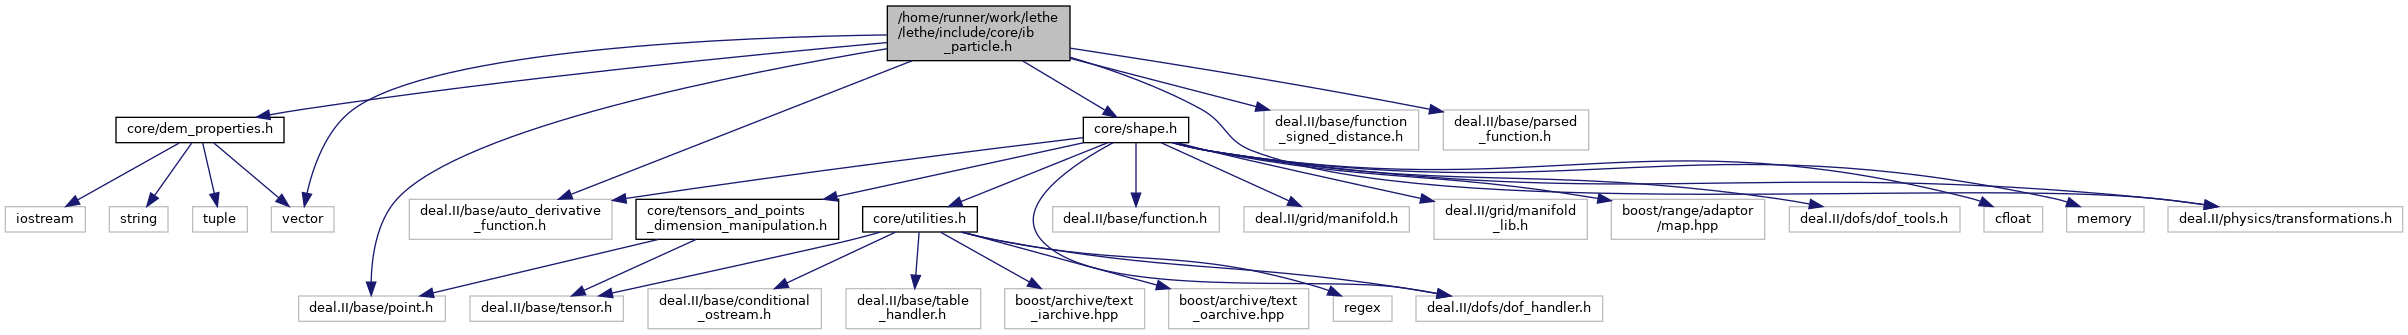 /home/runner/work/lethe
/lethe/include/core/ib
_particle.h
core/dem_properties.h
core/shape.h
deal.II/base/function
_signed_distance.h
deal.II/base/parsed
_function.h
iostream
string
tuple
vector
deal.II/base/auto_derivative
_function.h
core/tensors_and_points
_dimension_manipulation.h
core/utilities.h
deal.II/base/function.h
deal.II/grid/manifold.h
deal.II/grid/manifold
_lib.h
boost/range/adaptor
/map.hpp
deal.II/dofs/dof_tools.h
cfloat
memory
deal.II/physics/transformations.h
deal.II/base/point.h
deal.II/base/tensor.h
deal.II/base/conditional
_ostream.h
deal.II/base/table
_handler.h
boost/archive/text
_iarchive.hpp
boost/archive/text
_oarchive.hpp
regex
deal.II/dofs/dof_handler.h